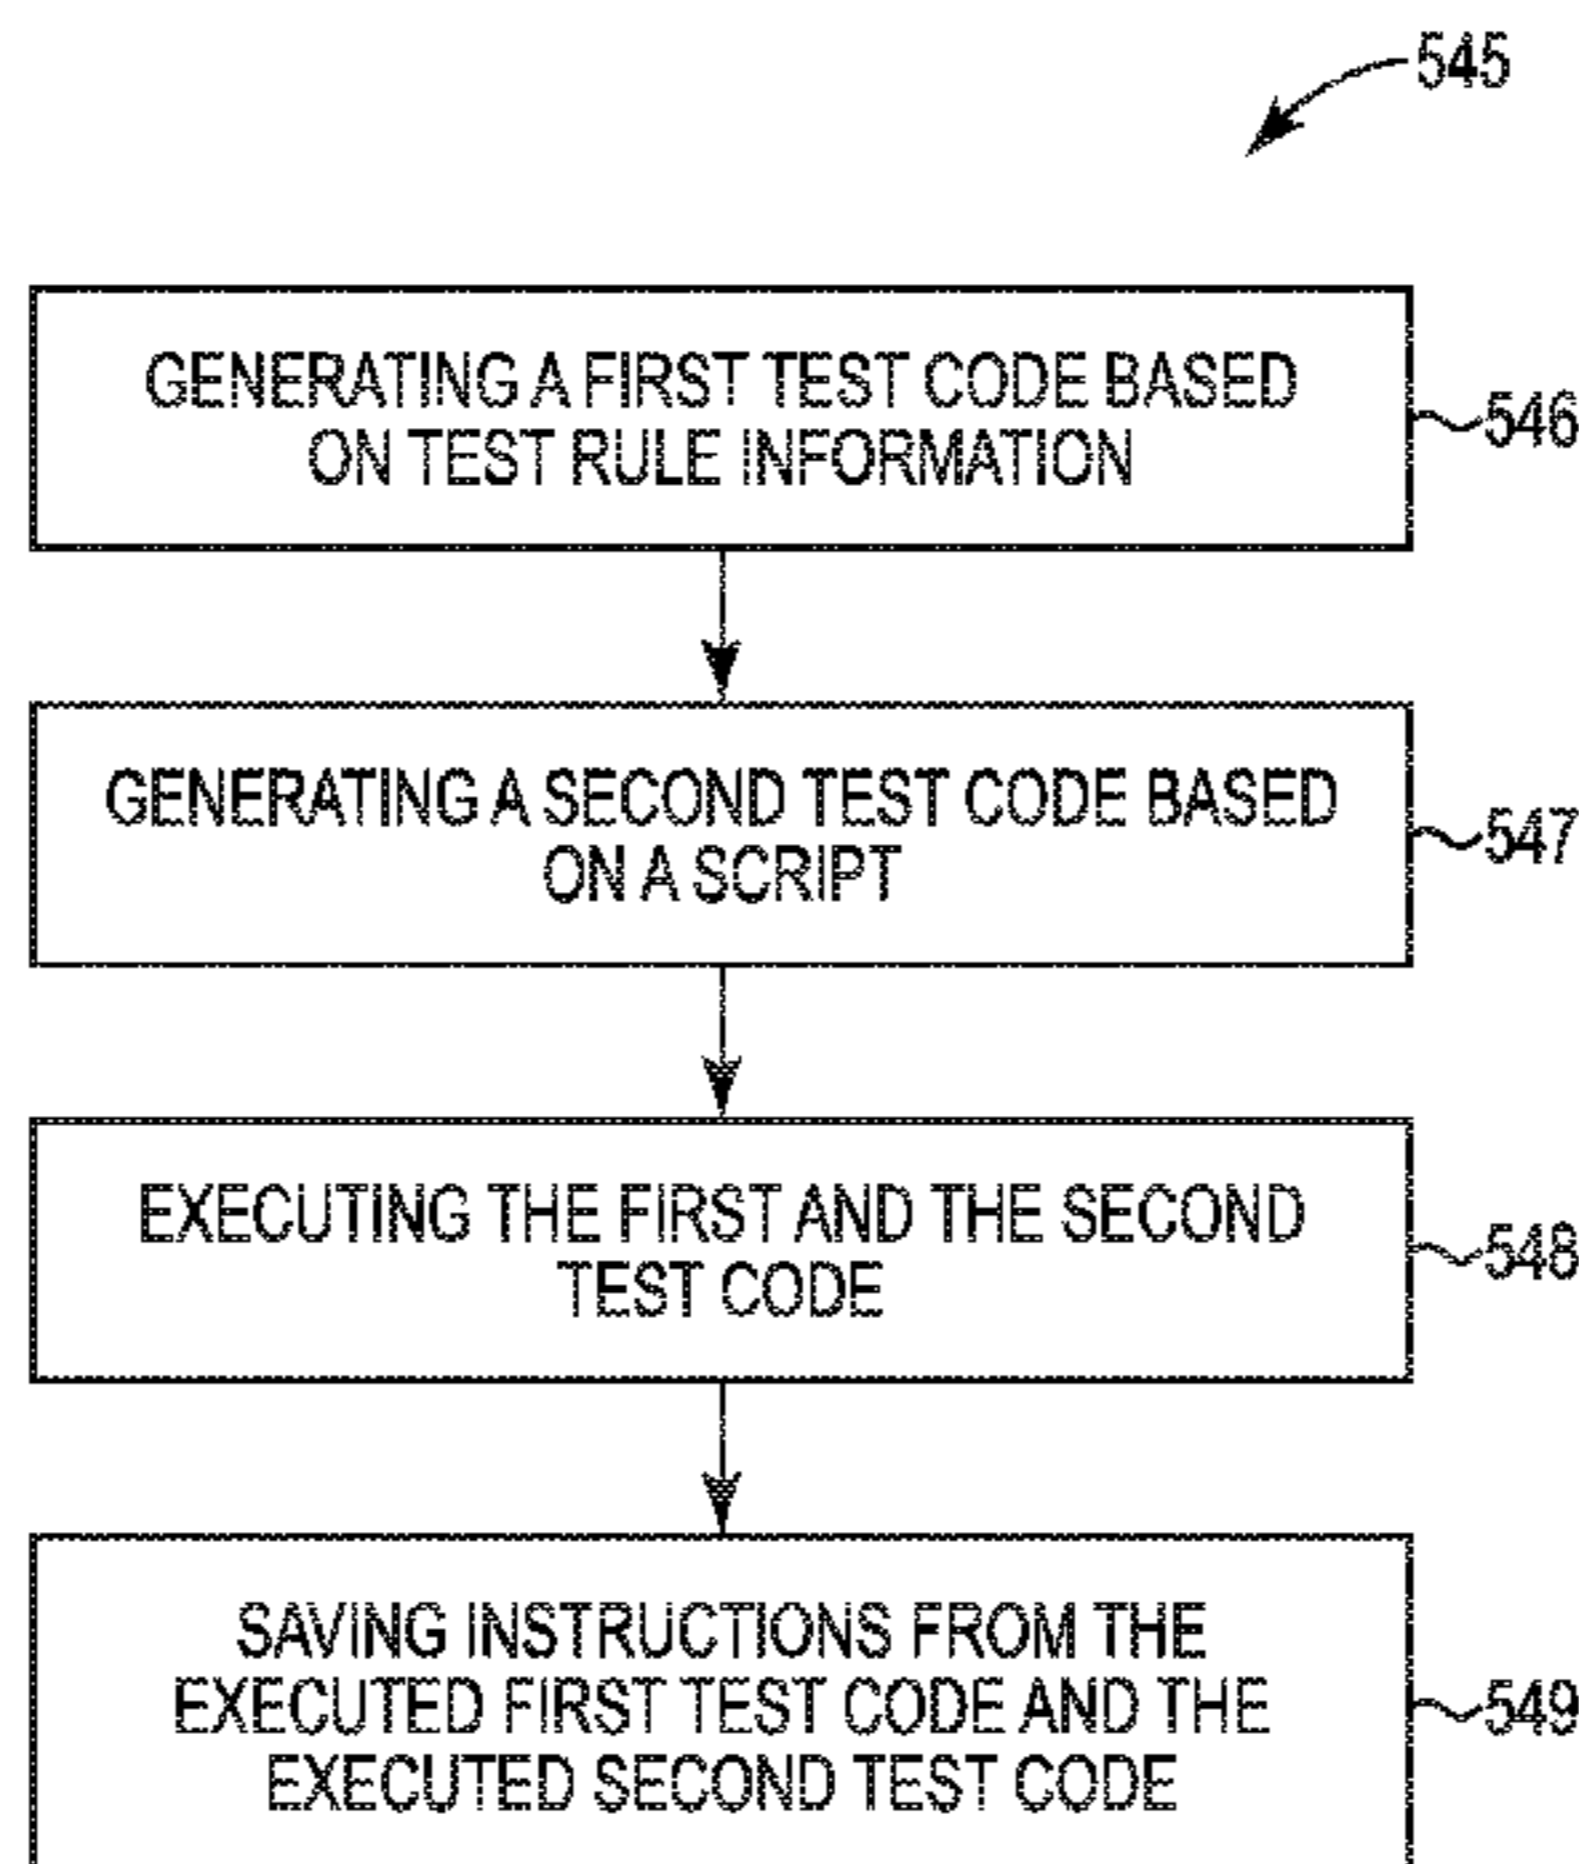 545
GENERATING A FIRST TEST CODE BASED
ON TEST RULE INFORMATION
546
GENERATING A SECOND TEST CODE BASED
ON A SCRIPT
547
EXECUTING THE FIRST AND THE SECOND
TEST CODE
548
SAVING INSTRUCTIONS FROM THE
EXECUTED FIRST TEST CODE AND THE
EXECUTED SECOND TEST CODE
549